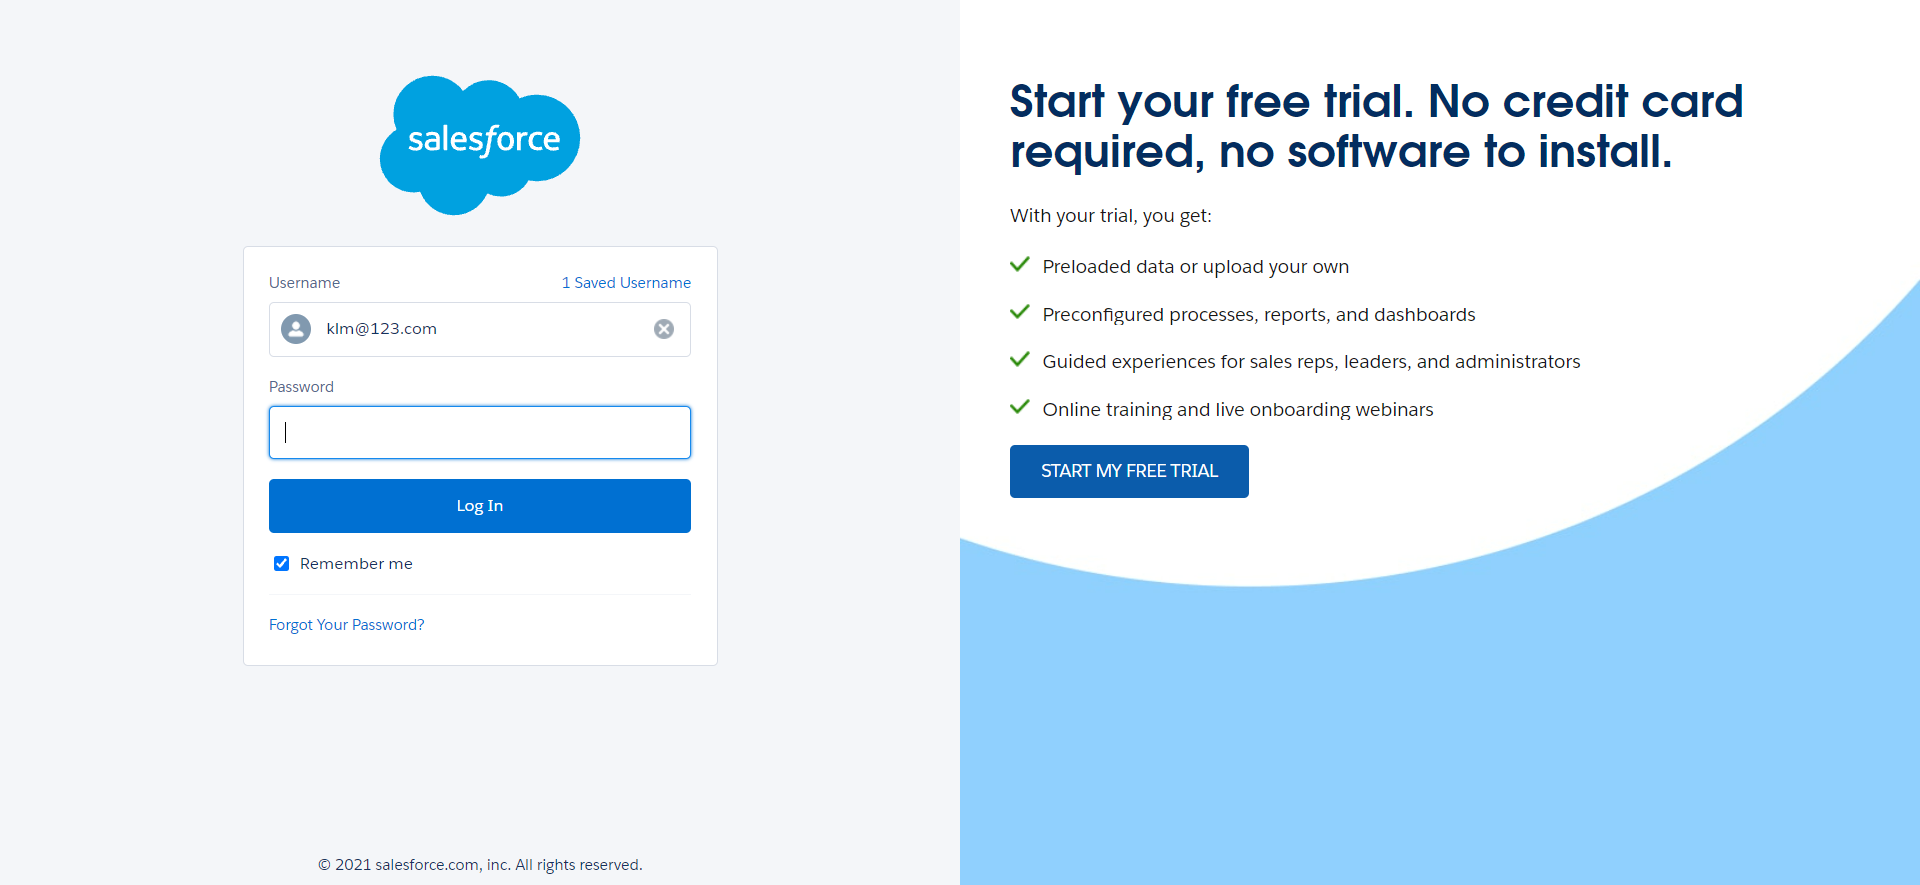 salesforce
Username
1 Saved Username
klm@123.com
Password
Log In
Remember me
Forgot Your Password?
© 2021 salesforce.com, inc. All rights reserved.
Start your free trial. No credit card
required, no software to install.
With your trial, you get:
Preloaded data or upload your own
Preconfigured processes, reports, and dashboards
Guided experiences for sales reps, leaders, and administrators
Online training and live onboarding webinars
START MY FREE TRIAL